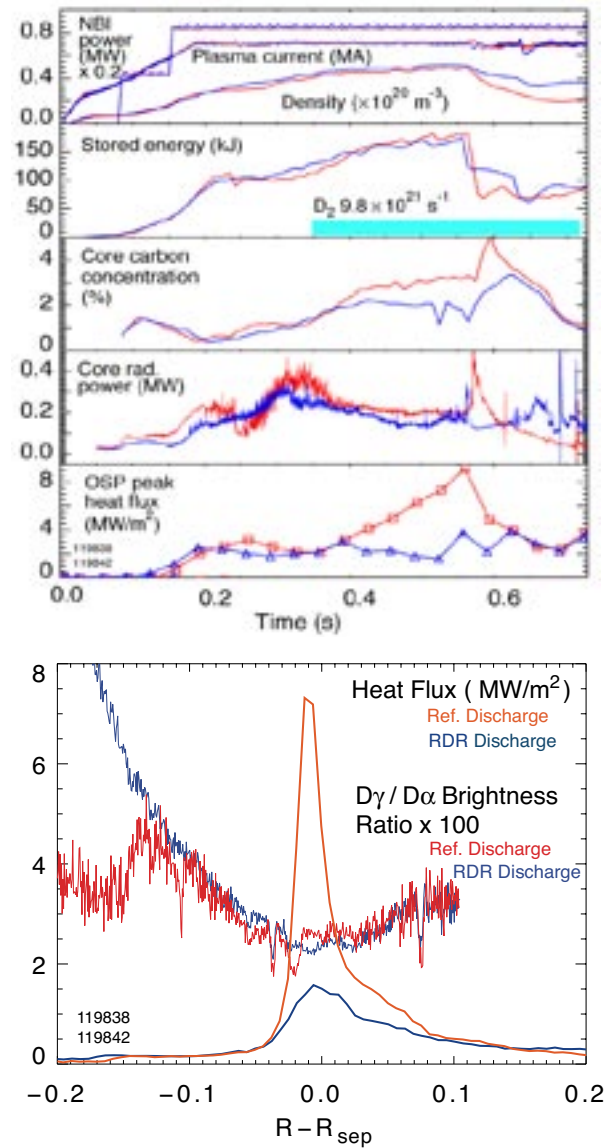 0.8
NBI
power
(MW)
x 0.2
Plasma current (MA)
0.4
Density (×10²⁰ m⁻³)
0.0
Stored energy (kJ)
150
100
50
D₂ 9.8 × 10²¹ s⁻¹
0
4
Core carbon
concentration
(%)
2
0.4
Core rad.
power (MW)
0.2
0.0
8
OSP peak
heat flux
(MW/m²)
4
119838
119842
0
0.0 0.2 0.4 0.6
Time (s)
8
Heat Flux ( MW/m²)
Ref. Discharge
RDR Discharge
6
Dγ / Dα Brightness
Ratio x 100
Ref. Discharge
RDR Discharge
4
2
119838
119842
0
−0.2 −0.1 0.0 0.1 0.2
R−R_sep